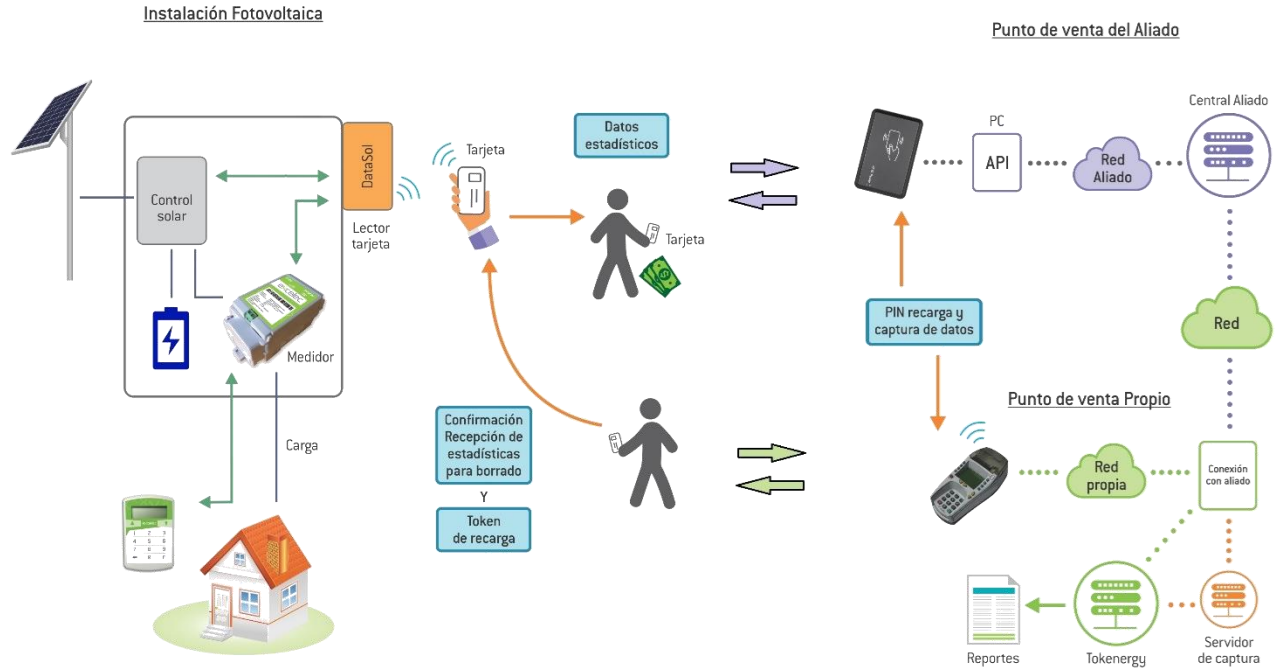 Instalación Fotovoltaica
Punto de venta del Aliado
Datos
estadísticos
Tarjeta
DataSol
Control
solar
Lector
tarjeta
Tarjeta
Medidor
Carga
Confirmación
Recepción de
estadísticas
para borrado
Y
Token
de recarga
PC
API
Red
Aliado
Central Aliado
PIN recarga y
captura de datos
Red
Punto de venta Propio
Red
propia
Conexión
con aliado
Reportes
Tokenergy
Servidor
de captura